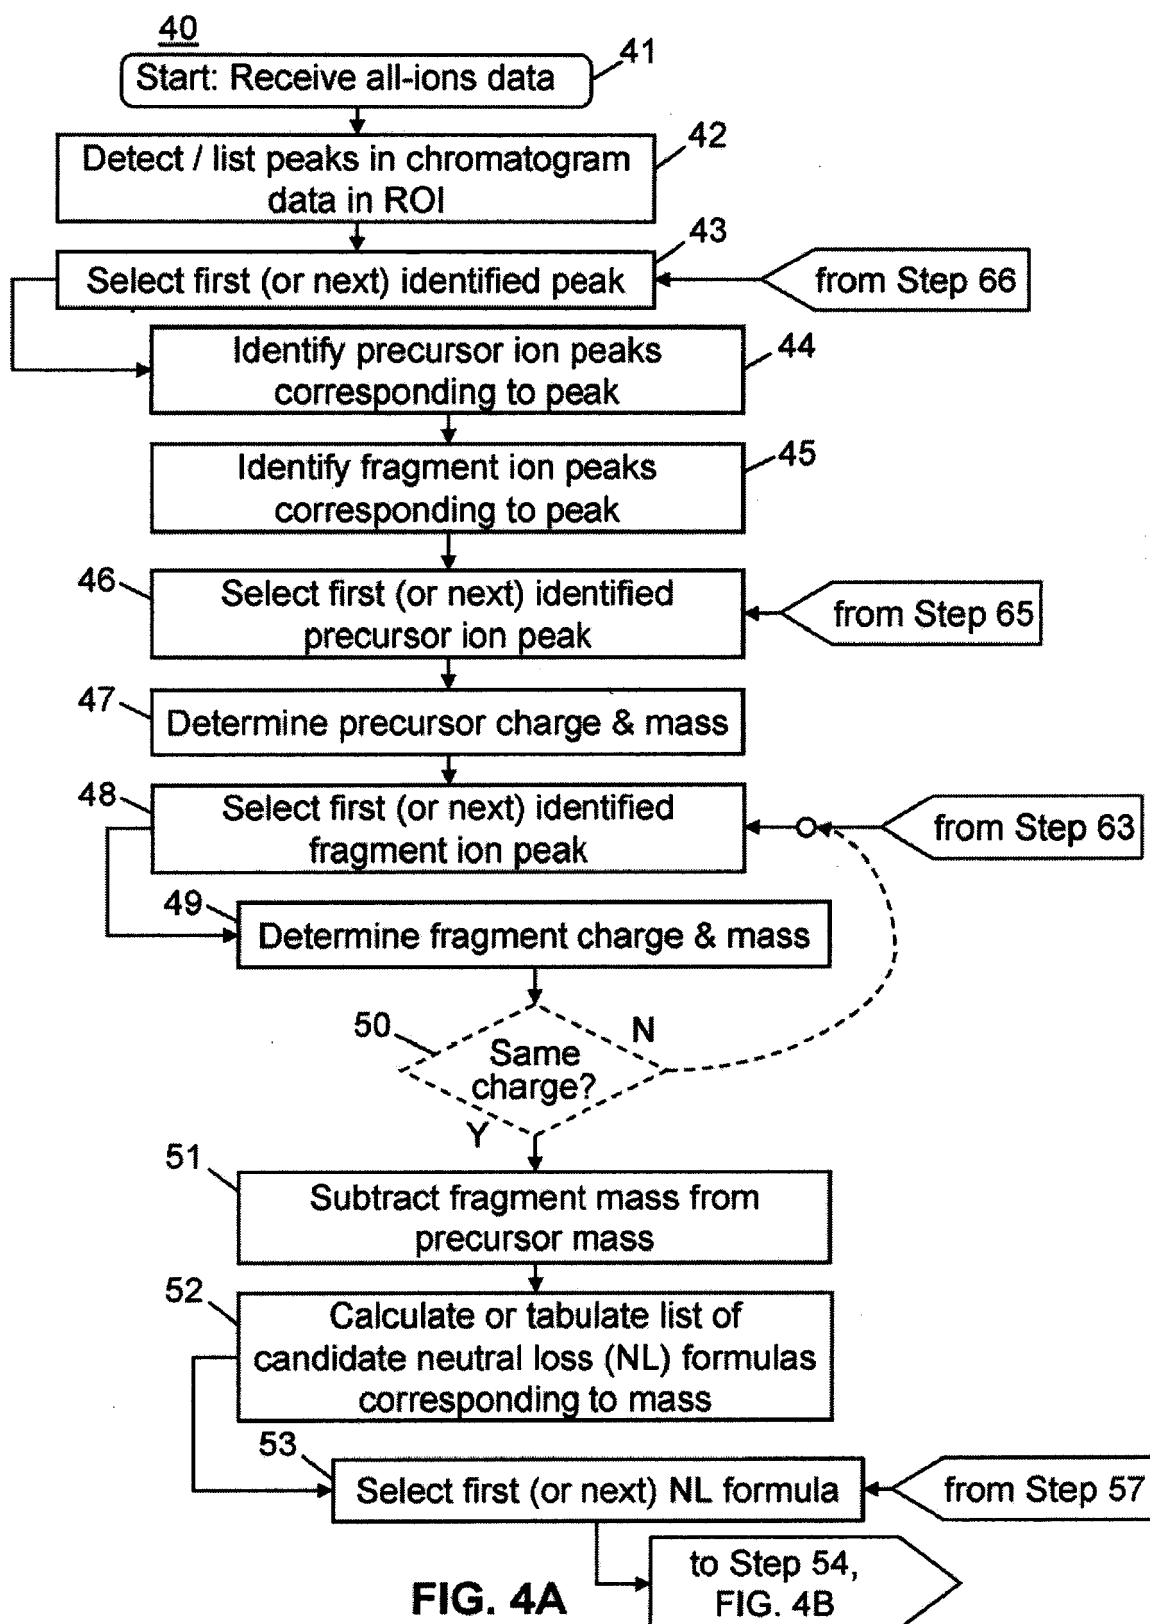 40
Start: Receive all-ions data
41
Detect / list peaks in chromatogram
data in ROI
42
Select first (or next) identified peak
43
from Step 66
Identify precursor ion peaks
corresponding to peak
44
Identify fragment ion peaks
corresponding to peak
45
46
Select first (or next) identified
precursor ion peak
from Step 65
47
Determine precursor charge & mass
48
Select first (or next) identified
fragment ion peak
from Step 63
49
Determine fragment charge & mass
50
Same
charge?
N
Y
51
Subtract fragment mass from
precursor mass
52
Calculate or tabulate list of
candidate neutral loss (NL) formulas
corresponding to mass
53
Select first (or next) NL formula
from Step 57
to Step 54,
FIG. 4B
FIG. 4A